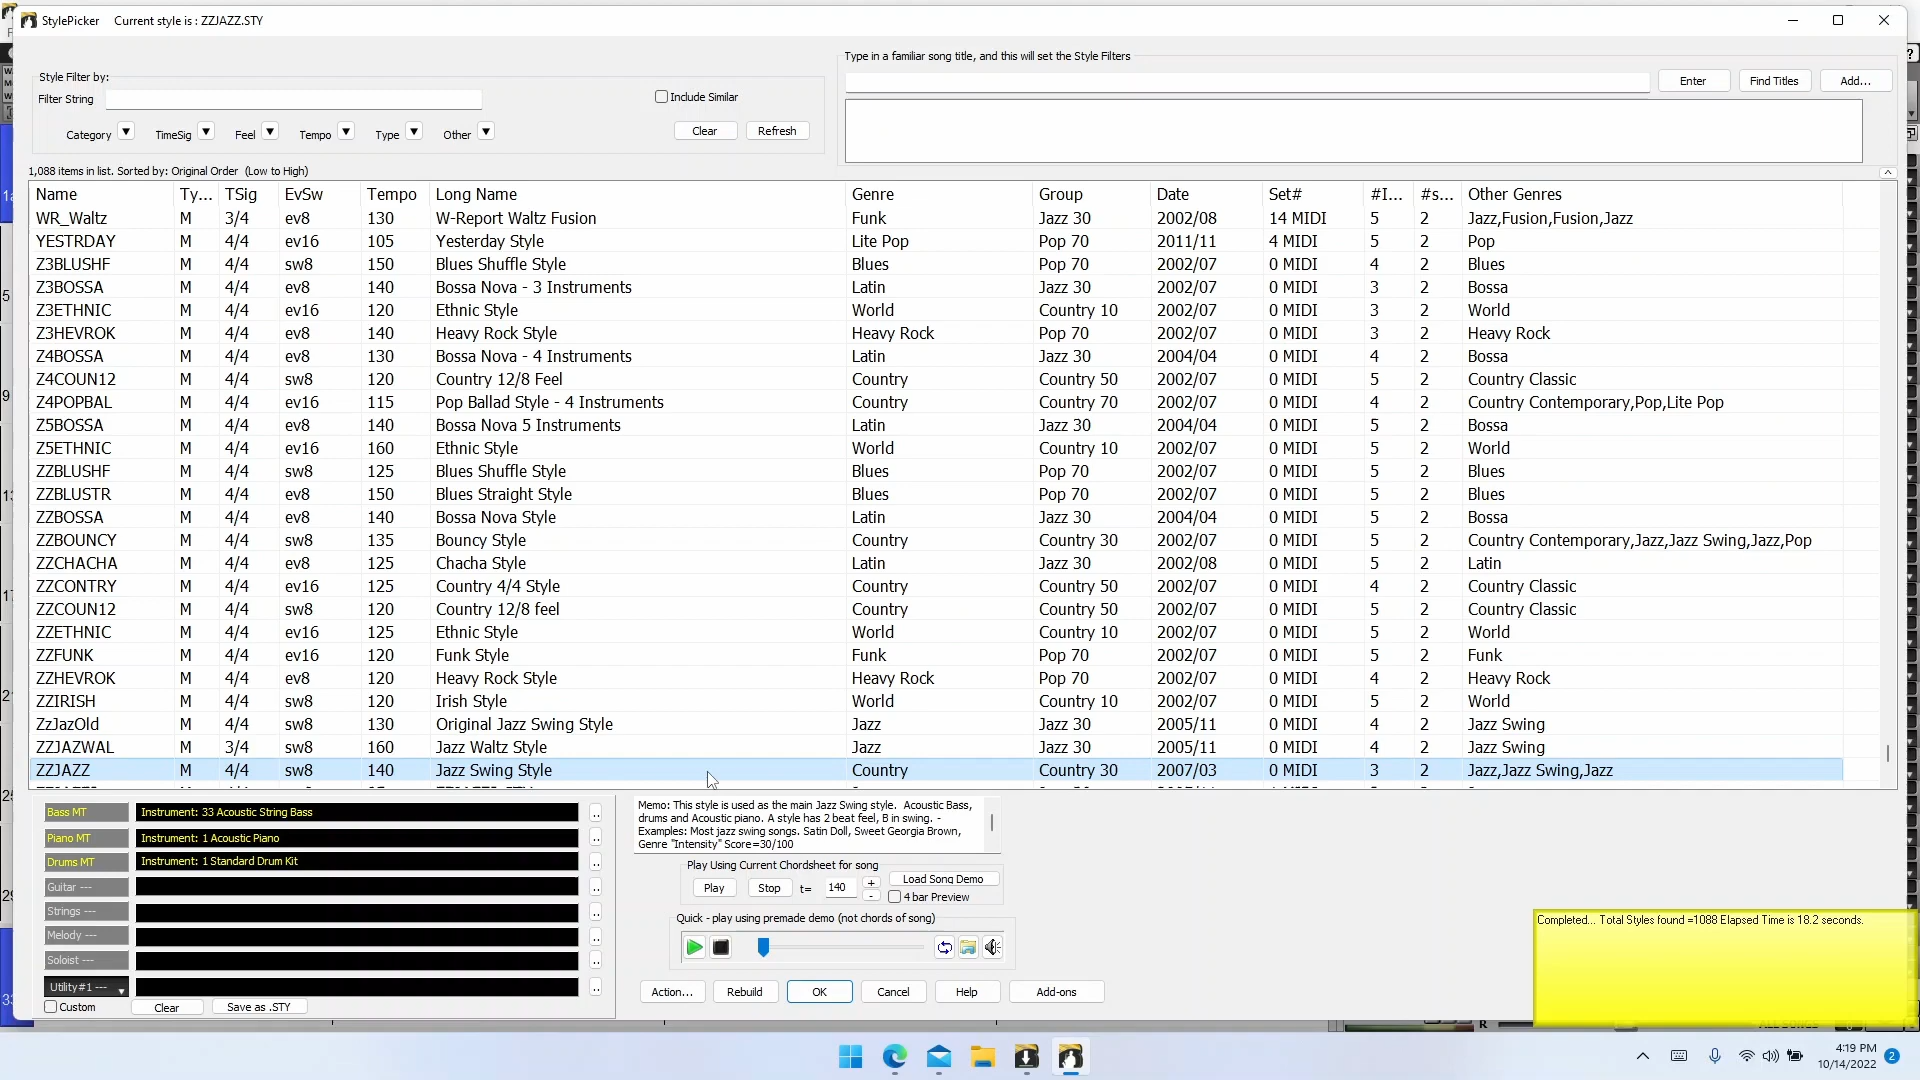 StylePicker Current style is : ZZJAZZ.STY
Type in a familiar song title, and this will set the Style Filters
Style Filter by:
Filter String
Include Similar
Enter Find Titles Add...
Category TimeSig Feel Tempo Type Other Clear Refresh
1,088 items in list. Sorted by: Original Order (Low to High)
Name Ty... TSig EvSw Tempo Long Name Genre Group Date Set# #I... #s... Other Genres
WR_Waltz M 3/4 ev8 130 W-Report Waltz Fusion Funk Jazz 30 2002/08 14 MIDI 5 2 Jazz,Fusion,Fusion,Jazz
YESTRDAY M 4/4 ev16 105 Yesterday Style Lite Pop Pop 70 2011/11 4 MIDI 5 2 Pop
Z3BLUSHF M 4/4 sw8 150 Blues Shuffle Style Blues Pop 70 2002/07 0 MIDI 4 2 Blues
Z3BOSSA M 4/4 ev8 140 Bossa Nova - 3 Instruments Latin Jazz 30 2002/07 0 MIDI 3 2 Bossa
Z3ETHNIC M 4/4 ev16 120 Ethnic Style World Country 10 2002/07 0 MIDI 3 2 World
Z3HEVROK M 4/4 ev8 140 Heavy Rock Style Heavy Rock Pop 70 2002/07 0 MIDI 3 2 Heavy Rock
Z4BOSSA M 4/4 ev8 130 Bossa Nova - 4 Instruments Latin Jazz 30 2004/04 0 MIDI 4 2 Bossa
Z4COUN12 M 4/4 sw8 120 Country 12/8 Feel Country Country 50 2002/07 0 MIDI 5 2 Country Classic
Z4POPBAL M 4/4 ev16 115 Pop Ballad Style - 4 Instruments Country Country 70 2002/07 0 MIDI 4 2 Country Contemporary,Pop,Lite Pop
Z5BOSSA M 4/4 ev8 140 Bossa Nova 5 Instruments Latin Jazz 30 2004/04 0 MIDI 5 2 Bossa
Z5ETHNIC M 4/4 ev16 160 Ethnic Style World Country 10 2002/07 0 MIDI 5 2 World
ZZBLUSHF M 4/4 sw8 125 Blues Shuffle Style Blues Pop 70 2002/07 0 MIDI 5 2 Blues
ZZBLUSTR M 4/4 ev8 150 Blues Straight Style Blues Pop 70 2002/07 0 MIDI 5 2 Blues
ZZBOSSA M 4/4 ev8 140 Bossa Nova Style Latin Jazz 30 2004/04 0 MIDI 5 2 Bossa
ZZBOUNCY M 4/4 sw8 135 Bouncy Style Country Country 30 2002/07 0 MIDI 5 2 Country Contemporary,Jazz,Jazz Swing,Jazz,Pop
ZZCHACHA M 4/4 ev8 125 Chacha Style Latin Jazz 30 2002/08 0 MIDI 5 2 Latin
ZZCONTRY M 4/4 ev16 125 Country 4/4 Style Country Country 50 2002/07 0 MIDI 4 2 Country Classic
ZZCOUN12 M 4/4 sw8 120 Country 12/8 feel Country Country 50 2002/07 0 MIDI 5 2 Country Classic
ZZETHNIC M 4/4 ev16 125 Ethnic Style World Country 10 2002/07 0 MIDI 5 2 World
ZZFUNK M 4/4 ev16 120 Funk Style Funk Pop 70 2002/07 0 MIDI 5 2 Funk
ZZHEVROK M 4/4 ev8 120 Heavy Rock Style Heavy Rock Pop 70 2002/07 0 MIDI 4 2 Heavy Rock
ZZIRISH M 4/4 sw8 120 Irish Style World Country 10 2002/07 0 MIDI 5 2 World
ZzJazOld M 4/4 sw8 130 Original Jazz Swing Style Jazz Jazz 30 2005/11 0 MIDI 4 2 Jazz Swing
ZZJAZWAL M 3/4 sw8 160 Jazz Waltz Style Jazz Jazz 30 2005/11 0 MIDI 4 2 Jazz Swing
ZZJAZZ M 4/4 sw8 140 Jazz Swing Style Country Country 30 2007/03 0 MIDI 3 2 Jazz,Jazz Swing,Jazz
Bass MT Instrument: 33 Acoustic String Bass ..
Piano MT Instrument: 1 Acoustic Piano ..
Drums MT Instrument: 1 Standard Drum Kit ..
Guitar --- ..
Strings --- ..
Melody --- ..
Soloist --- ..
Utility#1 --- ..
Custom Clear Save as .STY
Memo: This style is used as the main Jazz Swing style. Acoustic Bass,
drums and Acoustic piano. A style has 2 beat feel, B in swing. -
Examples: Most jazz swing songs. Satin Doll, Sweet Georgia Brown,
Genre "Intensity" Score=30/100
Play Using Current Chordsheet for song
Play Stop t= 140 + - Load Song Demo
4 bar Preview
Quick - play using premade demo (not chords of song)
Action... Rebuild OK Cancel Help Add-ons
Completed... Total Styles found =1088 Elapsed Time is 18.2 seconds.
R
4:19 PM
10/14/2022
2